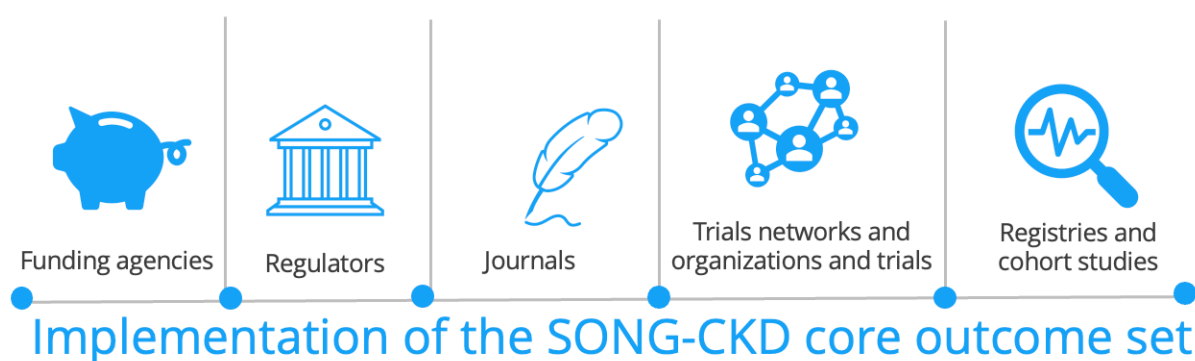 Funding agencies
Regulators
Journals
Trials networks and
organizations and trials
Registries and
cohort studies
Implementation of the SONG-CKD core outcome set